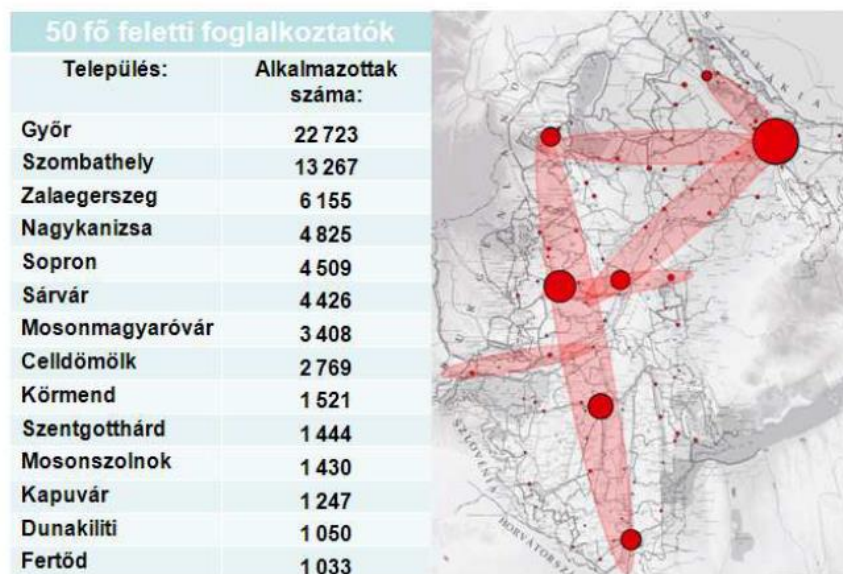 50 fő feletti foglalkoztatók
Település: Alkalmazottak
száma:
Győr 22 723
Szombathely 13 267
Zalaegerszeg 6 155
Nagykanizsa 4 825
Sopron 4 509
Sárvár 4 426
Mosonmagyaróvár 3 408
Celldömölk 2 769
Körmend 1 521
Szentgotthárd 1 444
Mosonszolnok 1 430
Kapuvár 1 247
Dunakiliti 1 050
Fertőd 1 033
SZLOVÁKIA
SZLOVÉNIA